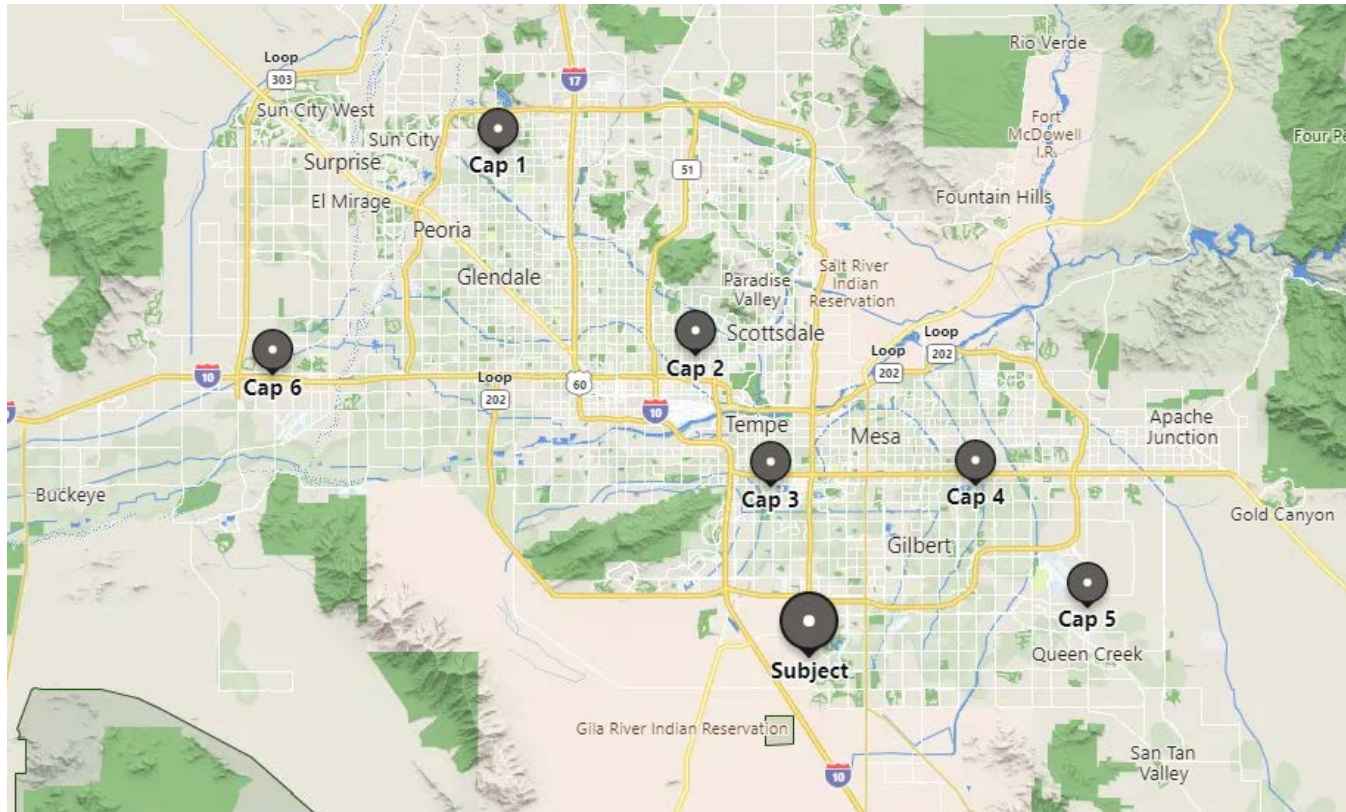 Rio Verde
Loop
303
17
Sun City West
Fort
McDowell
I.R.
Sun City
Cap 1
Surprise
51
Four Pe
El Mirage
Fountain Hills
Peoria
Glendale
Paradise
Valley
Salt River
Indian
Reservation
Scottsdale
Loop
202
Loop
202
Cap 2
10
Cap 6
Loop
202
60
10
Tempe
Mesa
Apache
Junction
Buckeye
Cap 3
Cap 4
Gold Canyon
Gilbert
Cap 5
Queen Creek
Subject
Gila River Indian Reservation
San Tan
Valley
10